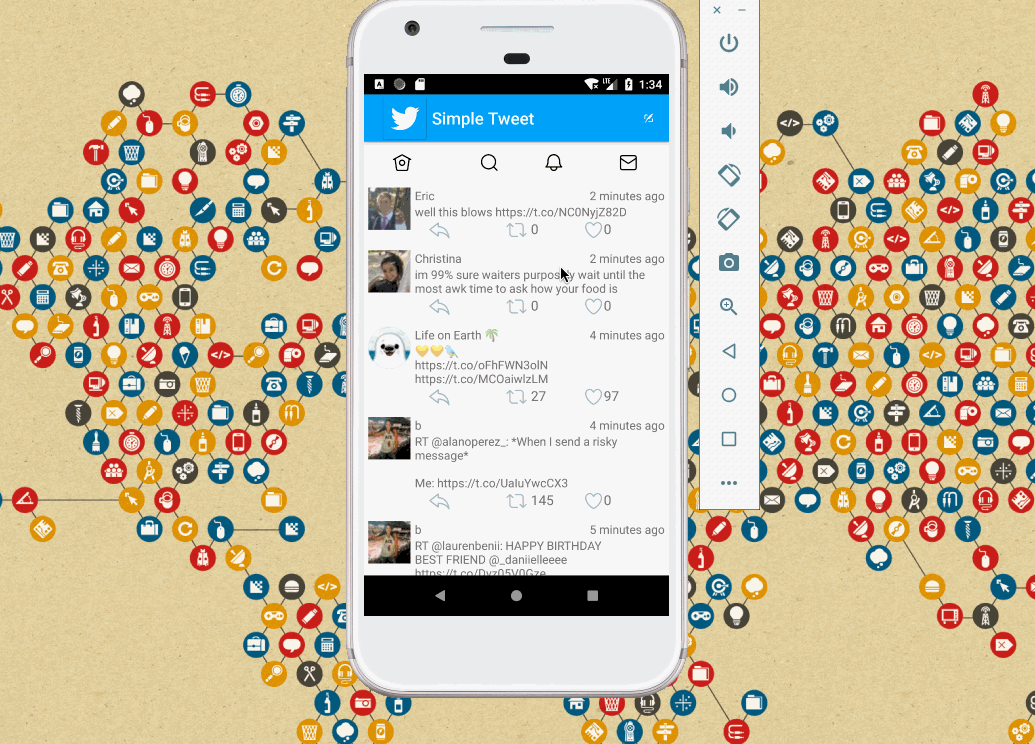 LTE 1:34
Simple Tweet
Eric 2 minutes ago
well this blows https://t.co/NC0NyjZ82D
0 0
Christina 2 minutes ago
im 99% sure waiters purposely wait until the
most awk time to ask how your food is
0 0
Life on Earth 🌴 4 minutes ago
https://t.co/oFhFWN3olN
https://t.co/MCOaiwlzLM
27 97
b 4 minutes ago
RT @alanoperez_: *When I send a risky
message*
Me: https://t.co/UaluYwcCX3
145 0
b 5 minutes ago
RT @laurenbenii: HAPPY BIRTHDAY
BEST FRIEND @_daniielleeee
https://t.co/Dvz05V0Gze